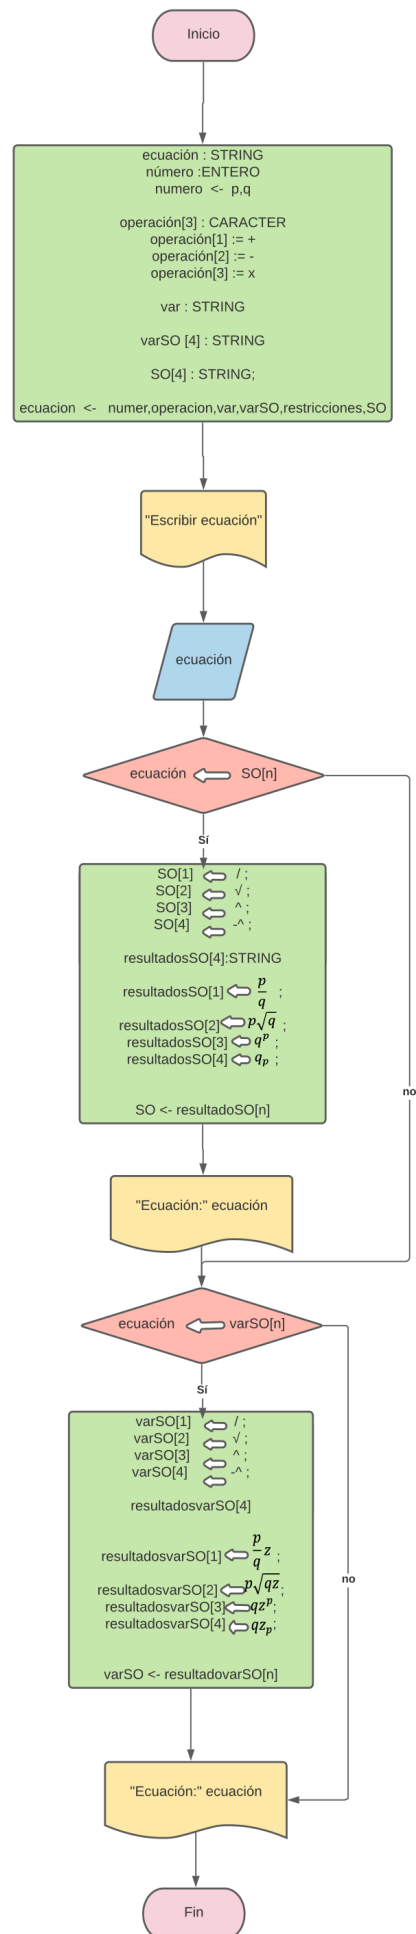 Inicio
ecuación : STRING
número :ENTERO
numero <- p,q
operación[3] : CARACTER
operación[1] := +
operación[2] := -
operación[3] := x
var : STRING
varSO [4] : STRING
SO[4] : STRING;
ecuacion <- numer,operacion,var,varSO,restricciones,SO
"Escribir ecuación"
ecuación
ecuación ⇐ SO[n]
Sí
SO[1] ⇐ / ;
SO[2] ⇐ √ ;
SO[3] ⇐ ^ ;
SO[4] ⇐ -^ ;
resultadosSO[4]:STRING
resultadosSO[1] ⇐ p/q ;
resultadosSO[2] ⇐ p√q ;
resultadosSO[3] ⇐ qᵖ ;
resultadosSO[4] ⇐ qₚ ;
SO <- resultadoSO[n]
no
"Ecuación:" ecuación
ecuación ⇐ varSO[n]
Sí
varSO[1] ⇐ / ;
varSO[2] ⇐ √ ;
varSO[3] ⇐ ^ ;
varSO[4] ⇐ -^ ;
resultadosvarSO[4]
resultadosvarSO[1] ⇐ p/q z ;
resultadosvarSO[2] ⇐ p√qz ;
resultadosvarSO[3] ⇐ qzᵖ;
resultadosvarSO[4] ⇐ qzₚ;
varSO <- resultadovarSO[n]
no
"Ecuación:" ecuación
Fin